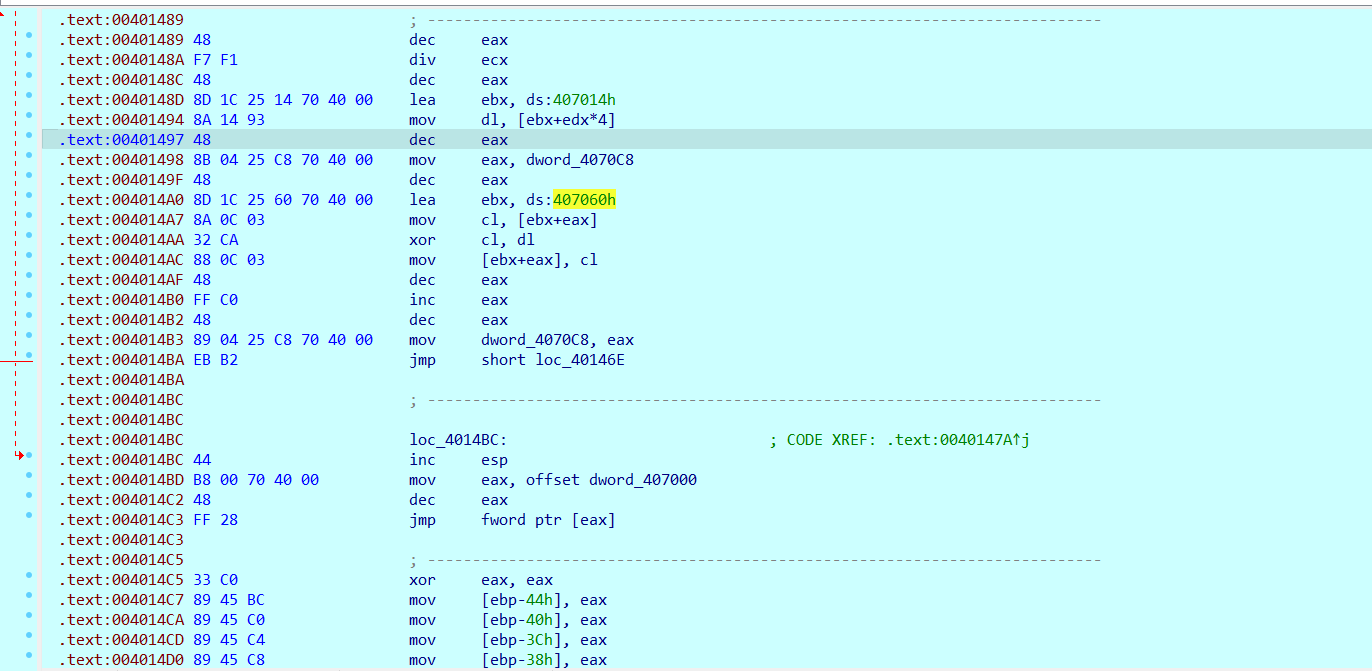 .text:00401489 ; ---------------------------------------------------------------------------
.text:00401489 48 dec eax
.text:0040148A F7 F1 div ecx
.text:0040148C 48 dec eax
.text:0040148D 8D 1C 25 14 70 40 00 lea ebx, ds:407014h
.text:00401494 8A 14 93 mov dl, [ebx+edx*4]
.text:00401497 48 dec eax
.text:00401498 8B 04 25 C8 70 40 00 mov eax, dword_4070C8
.text:0040149F 48 dec eax
.text:004014A0 8D 1C 25 60 70 40 00 lea ebx, ds:407060h
.text:004014A7 8A 0C 03 mov cl, [ebx+eax]
.text:004014AA 32 CA xor cl, dl
.text:004014AC 88 0C 03 mov [ebx+eax], cl
.text:004014AF 48 dec eax
.text:004014B0 FF C0 inc eax
.text:004014B2 48 dec eax
.text:004014B3 89 04 25 C8 70 40 00 mov dword_4070C8, eax
.text:004014BA EB B2 jmp short loc_40146E
.text:004014BA
.text:004014BC ; ---------------------------------------------------------------------------
.text:004014BC
.text:004014BC loc_4014BC: ; CODE XREF: .text:0040147A↑j
.text:004014BC 44 inc esp
.text:004014BD B8 00 70 40 00 mov eax, offset dword_407000
.text:004014C2 48 dec eax
.text:004014C3 FF 28 jmp fword ptr [eax]
.text:004014C3
.text:004014C5 ; ---------------------------------------------------------------------------
.text:004014C5 33 C0 xor eax, eax
.text:004014C7 89 45 BC mov [ebp-44h], eax
.text:004014CA 89 45 C0 mov [ebp-40h], eax
.text:004014CD 89 45 C4 mov [ebp-3Ch], eax
.text:004014D0 89 45 C8 mov [ebp-38h], eax